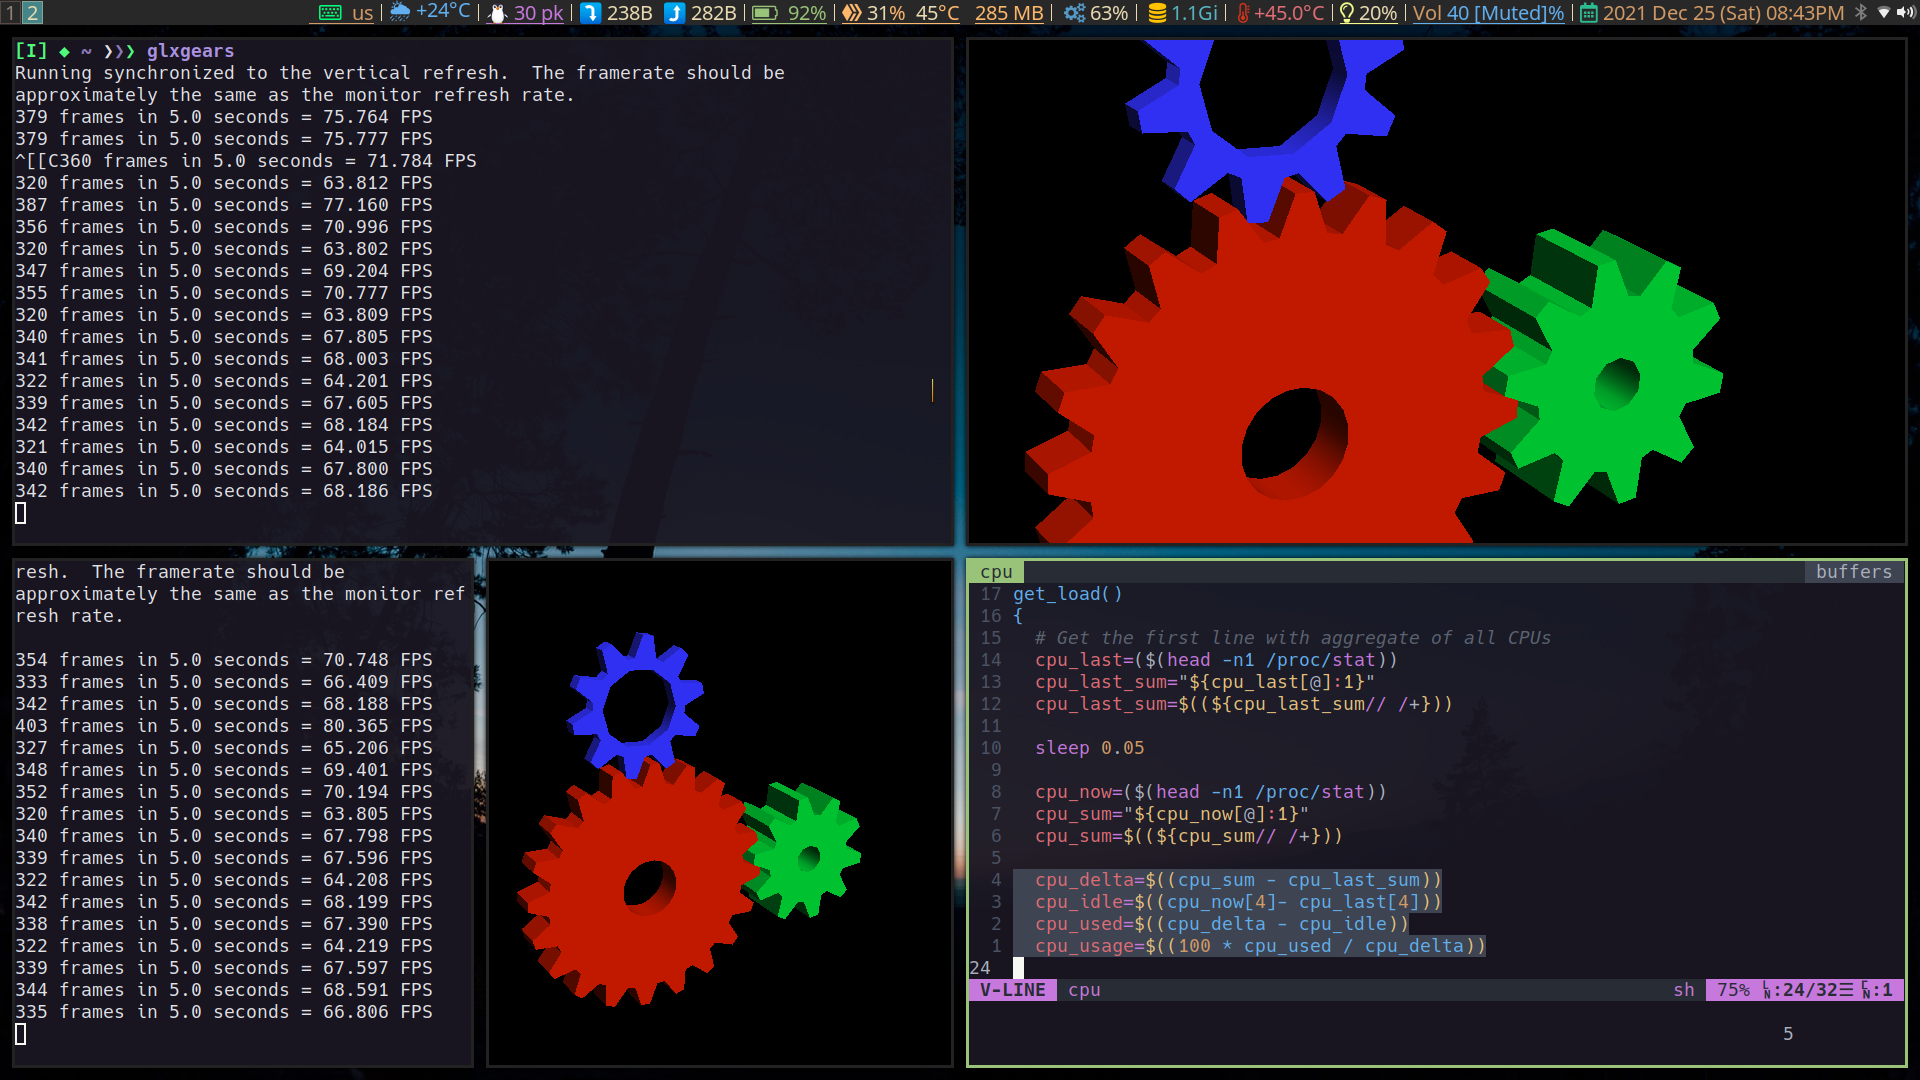 1 2 us +24°C 30 pk 238B 282B 92% 31% 45°C 285 MB 63% 1.1Gi +45.0°C 20% Vol 40 [Muted]% 2021 Dec 25 (Sat) 08:43PM
[I] ◆ ~ ❯❯❯ glxgears
Running synchronized to the vertical refresh.  The framerate should be
approximately the same as the monitor refresh rate.
379 frames in 5.0 seconds = 75.764 FPS
379 frames in 5.0 seconds = 75.777 FPS
^[[C360 frames in 5.0 seconds = 71.784 FPS
320 frames in 5.0 seconds = 63.812 FPS
387 frames in 5.0 seconds = 77.160 FPS
356 frames in 5.0 seconds = 70.996 FPS
320 frames in 5.0 seconds = 63.802 FPS
347 frames in 5.0 seconds = 69.204 FPS
355 frames in 5.0 seconds = 70.777 FPS
320 frames in 5.0 seconds = 63.809 FPS
340 frames in 5.0 seconds = 67.805 FPS
341 frames in 5.0 seconds = 68.003 FPS
322 frames in 5.0 seconds = 64.201 FPS
339 frames in 5.0 seconds = 67.605 FPS
342 frames in 5.0 seconds = 68.184 FPS
321 frames in 5.0 seconds = 64.015 FPS
340 frames in 5.0 seconds = 67.800 FPS
342 frames in 5.0 seconds = 68.186 FPS
resh.  The framerate should be
approximately the same as the monitor ref
resh rate.
354 frames in 5.0 seconds = 70.748 FPS
333 frames in 5.0 seconds = 66.409 FPS
342 frames in 5.0 seconds = 68.188 FPS
403 frames in 5.0 seconds = 80.365 FPS
327 frames in 5.0 seconds = 65.206 FPS
348 frames in 5.0 seconds = 69.401 FPS
352 frames in 5.0 seconds = 70.194 FPS
320 frames in 5.0 seconds = 63.805 FPS
340 frames in 5.0 seconds = 67.798 FPS
339 frames in 5.0 seconds = 67.596 FPS
322 frames in 5.0 seconds = 64.208 FPS
342 frames in 5.0 seconds = 68.199 FPS
338 frames in 5.0 seconds = 67.390 FPS
322 frames in 5.0 seconds = 64.219 FPS
339 frames in 5.0 seconds = 67.597 FPS
344 frames in 5.0 seconds = 68.591 FPS
335 frames in 5.0 seconds = 66.806 FPS
cpu buffers
17 get_load()
16 {
15   # Get the first line with aggregate of all CPUs
14   cpu_last=($(head -n1 /proc/stat))
13   cpu_last_sum="${cpu_last[@]:1}"
12   cpu_last_sum=$((${cpu_last_sum// /+}))
11
10   sleep 0.05
9
8   cpu_now=($(head -n1 /proc/stat))
7   cpu_sum="${cpu_now[@]:1}"
6   cpu_sum=$((${cpu_sum// /+}))
5
4   cpu_delta=$((cpu_sum - cpu_last_sum))
3   cpu_idle=$((cpu_now[4]- cpu_last[4]))
2   cpu_used=$((cpu_delta - cpu_idle))
1   cpu_usage=$((100 * cpu_used / cpu_delta))
24
V-LINE cpu sh 75% LN:24/32☰ CN:1
5